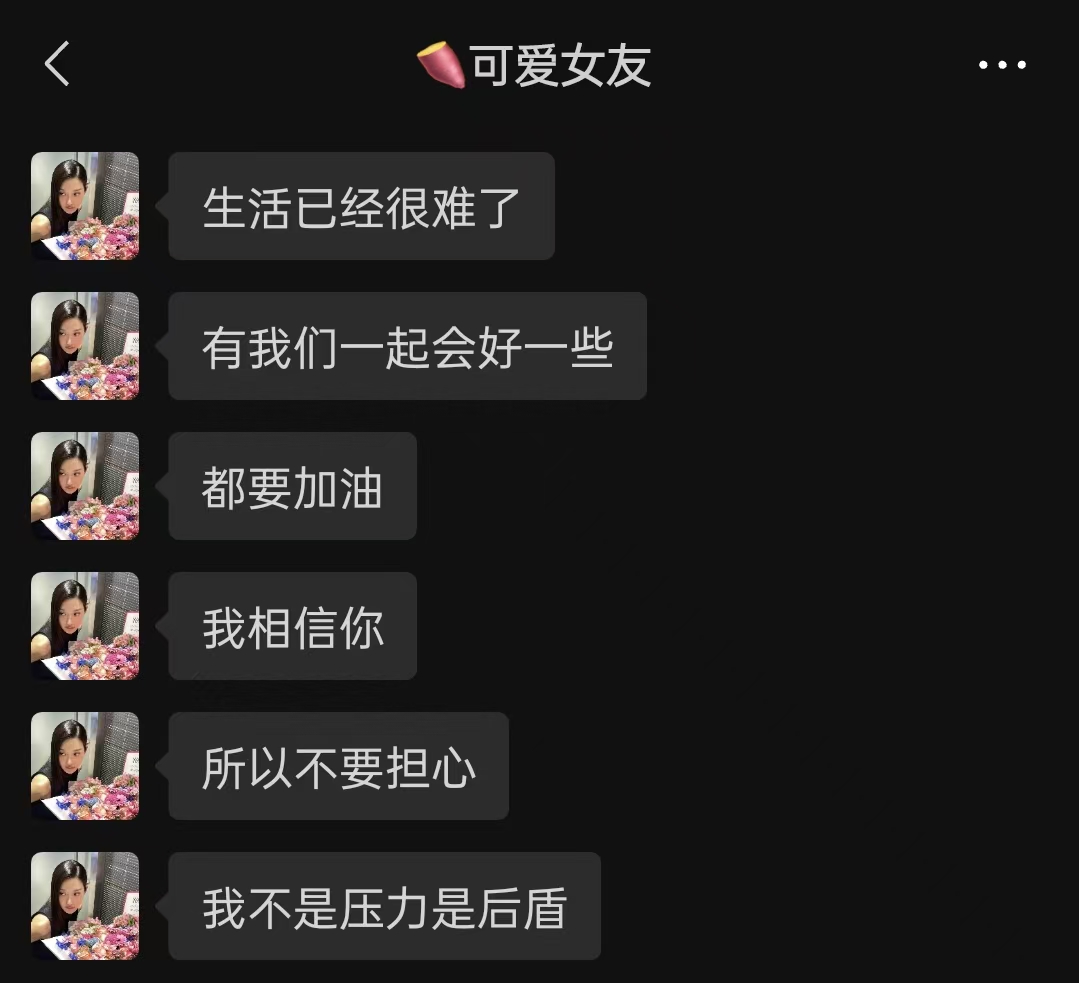 🍠可爱女友
生活已经很难了
有我们一起会好一些
都要加油
我相信你
所以不要担心
我不是压力是后盾